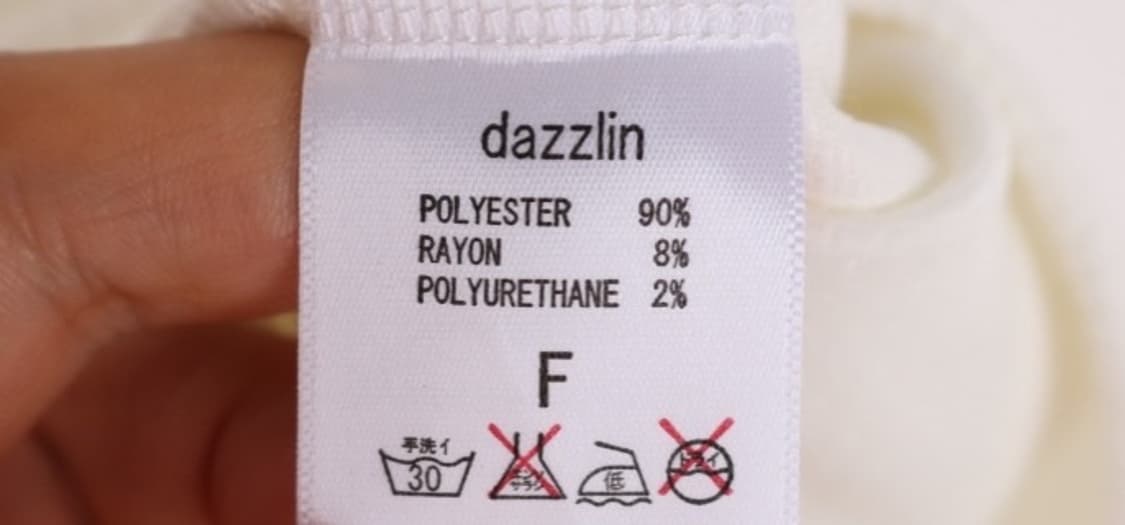 dazzlin
POLYESTER 90%
RAYON 8%
POLYURETHANE 2%
F
手洗イ
30
エンソ
サラシ
低
ドライ